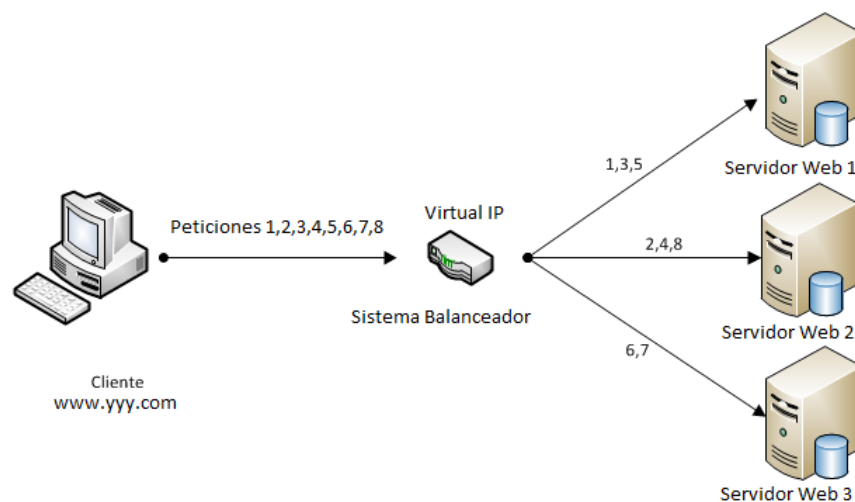 Peticiones 1,2,3,4,5,6,7,8
Cliente
www.yyy.com
Virtual IP
Sistema Balanceador
1,3,5
2,4,8
6,7
Servidor Web 1
Servidor Web 2
Servidor Web 3